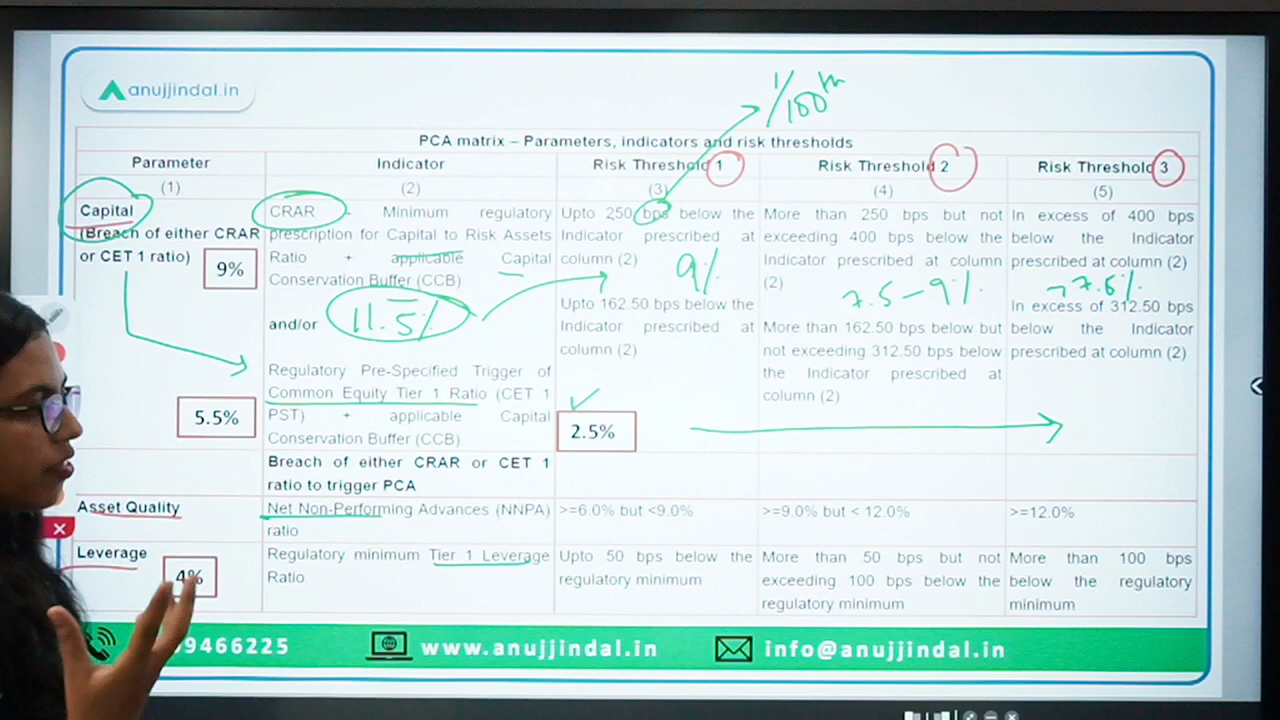 anujjindal.in
1/100th
PCA matrix – Parameters, indicators and risk thresholds
Parameter
Indicator
Risk Threshold 1
Risk Threshold 2
Risk Threshold 3
(1)
(2)
(3)
(4)
(5)
Capital
(Breach of either CRAR
or CET 1 ratio)
9%
5.5%
CRAR - Minimum regulatory
prescription for Capital to Risk Assets
Ratio + applicable Capital
Conservation Buffer (CCB)
and/or
11.5%
Regulatory Pre-Specified Trigger of
Common Equity Tier 1 Ratio (CET 1
PST) + applicable Capital
Conservation Buffer (CCB)
Breach of either CRAR or CET 1
ratio to trigger PCA
Upto 250 bps below the
Indicator prescribed at
column (2)
9%
Upto 162.50 bps below the
Indicator prescribed at
column (2)
2.5%
More than 250 bps but not
exceeding 400 bps below the
Indicator prescribed at column
(2)
7.5-9%
More than 162.50 bps below but
not exceeding 312.50 bps below
the Indicator prescribed at
column (2)
In excess of 400 bps
below the Indicator
prescribed at column (2)
In excess of 312.50 bps
below the Indicator
prescribed at column (2)
Asset Quality
Net Non-Performing Advances (NNPA)
ratio
>=6.0% but <9.0%
>=9.0% but < 12.0%
>=12.0%
Leverage
4%
Regulatory minimum Tier 1 Leverage
Ratio
Upto 50 bps below the
regulatory minimum
More than 50 bps but not
exceeding 100 bps below the
regulatory minimum
More than 100 bps
below the regulatory
minimum
9466225
www.anujjindal.in
info@anujjindal.in